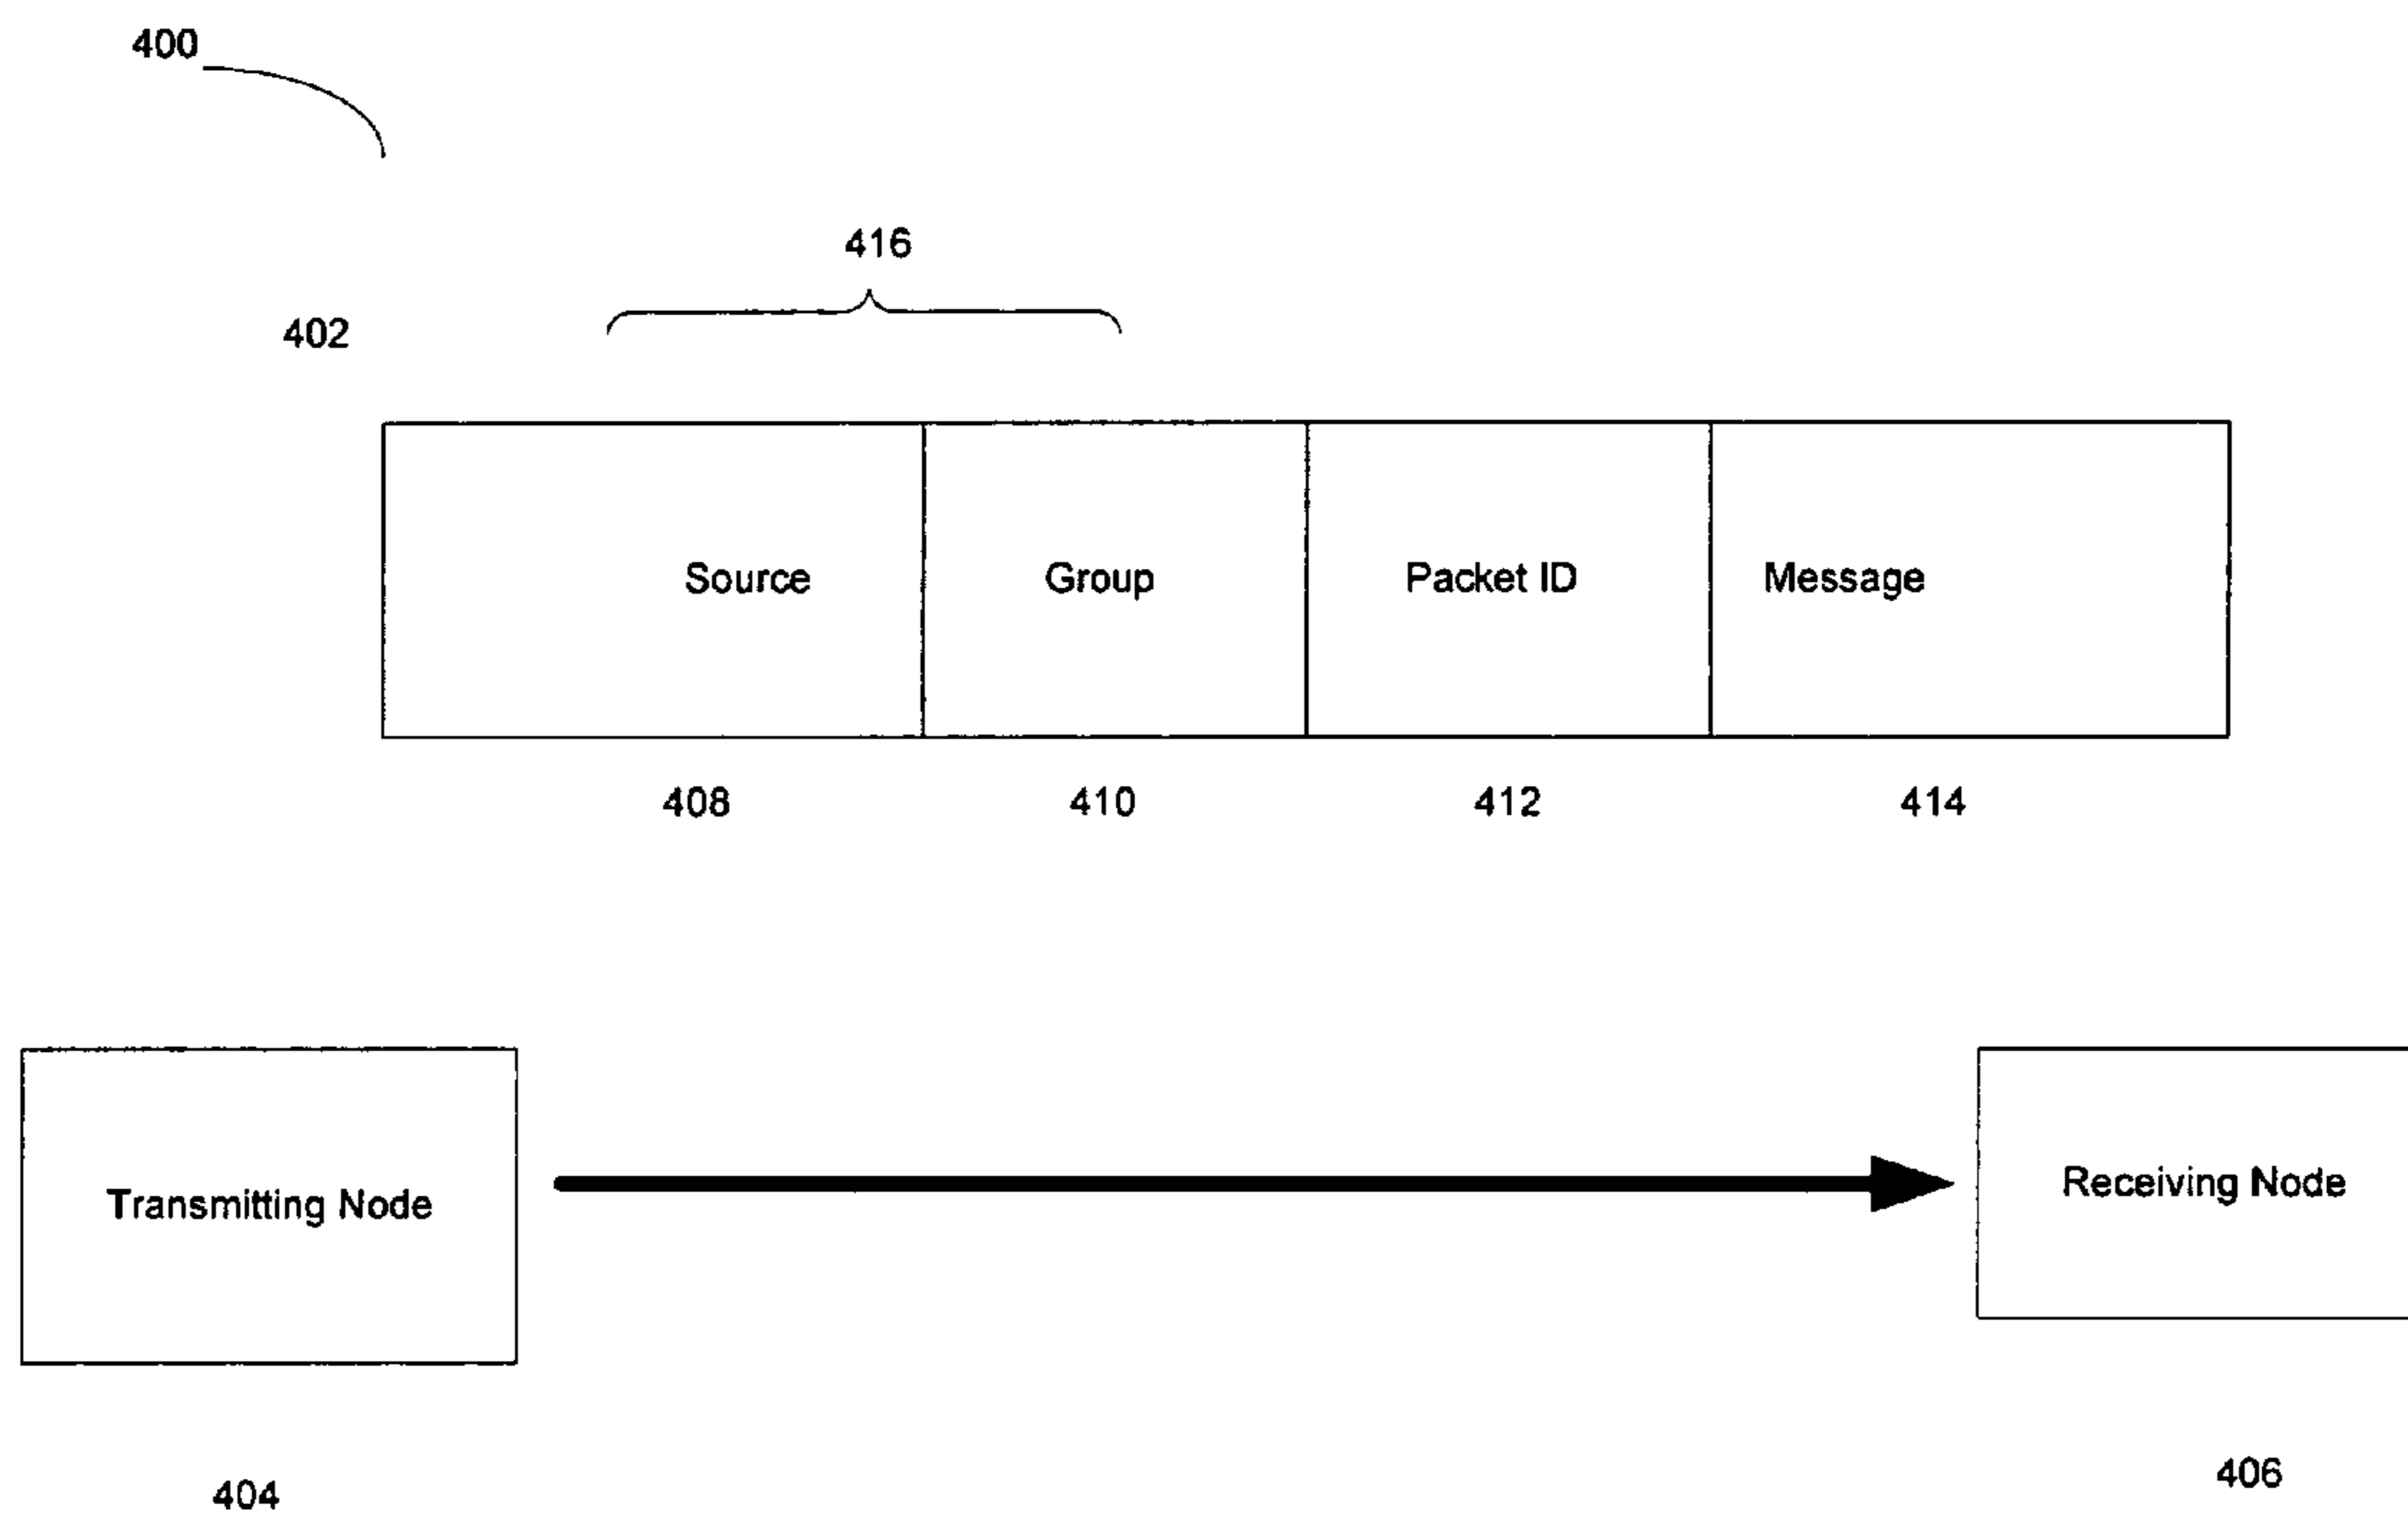 400
416
402
Source Group Packet ID Message
408 410 412 414
Transmitting Node
Receiving Node
404
406